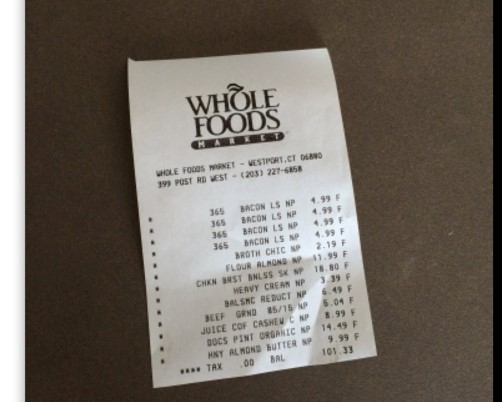 WHOLE
FOODS
MARKET
WHOLE FOODS MARKET - WESTPORT,CT 06880
399 POST RD WEST - (203) 227-6858
365 BACON LS NP 4.99 F
365 BACON LS NP 4.99 F
365 BACON LS NP 4.99 F
365 BACON LS NP 4.99 F
BROTH CHIC NP 2.19 F
FLOUR ALMOND NP 11.99 F
CHKN BRST BNLSS SK NP 18.80 F
HEAVY CREAM NP 3.39 F
BALSMC REDUCT NP 6.49 F
BEEF GRND 85/15 NP 5.04 F
JUICE COF CASHEW C NP 8.99 F
DOCS PINT ORGANIC NP 14.49 F
HNY ALMOND BUTTER NP 9.99 F
**** TAX .00 BAL 101.33